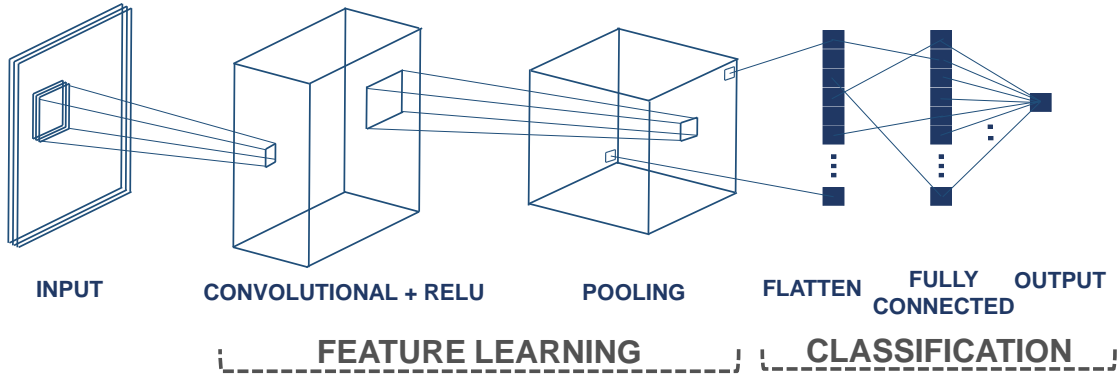 INPUT
CONVOLUTIONAL + RELU
POOLING
FLATTEN
FULLY
CONNECTED
OUTPUT
FEATURE LEARNING
CLASSIFICATION